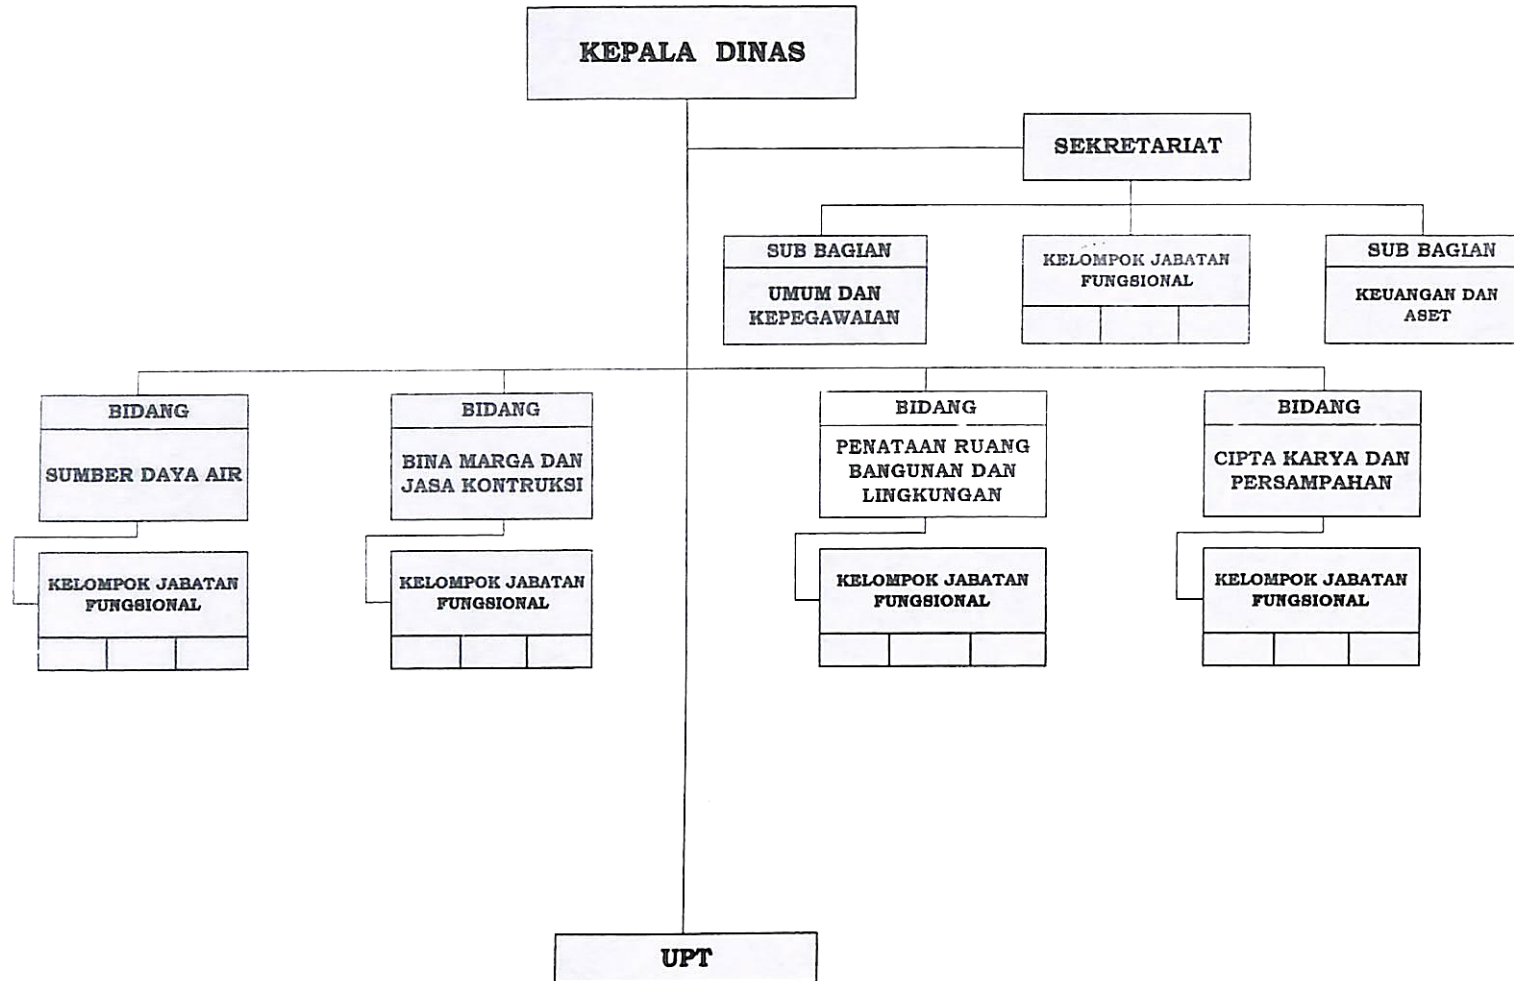 KEPALA DINAS
SEKRETARIAT
SUB BAGIAN
UMUM DAN
KEPEGAWAIAN
KELOMPOK JABATAN
FUNGSIONAL
SUB BAGIAN
KEUANGAN DAN
ASET
BIDANG
SUMBER DAYA AIR
BIDANG
BINA MARGA DAN
JASA KONTRUKSI
BIDANG
PENATAAN RUANG
BANGUNAN DAN
LINGKUNGAN
BIDANG
CIPTA KARYA DAN
PERSAMPAHAN
KELOMPOK JABATAN
FUNGSIONAL
KELOMPOK JABATAN
FUNGSIONAL
KELOMPOK JABATAN
FUNGSIONAL
KELOMPOK JABATAN
FUNGSIONAL
UPT